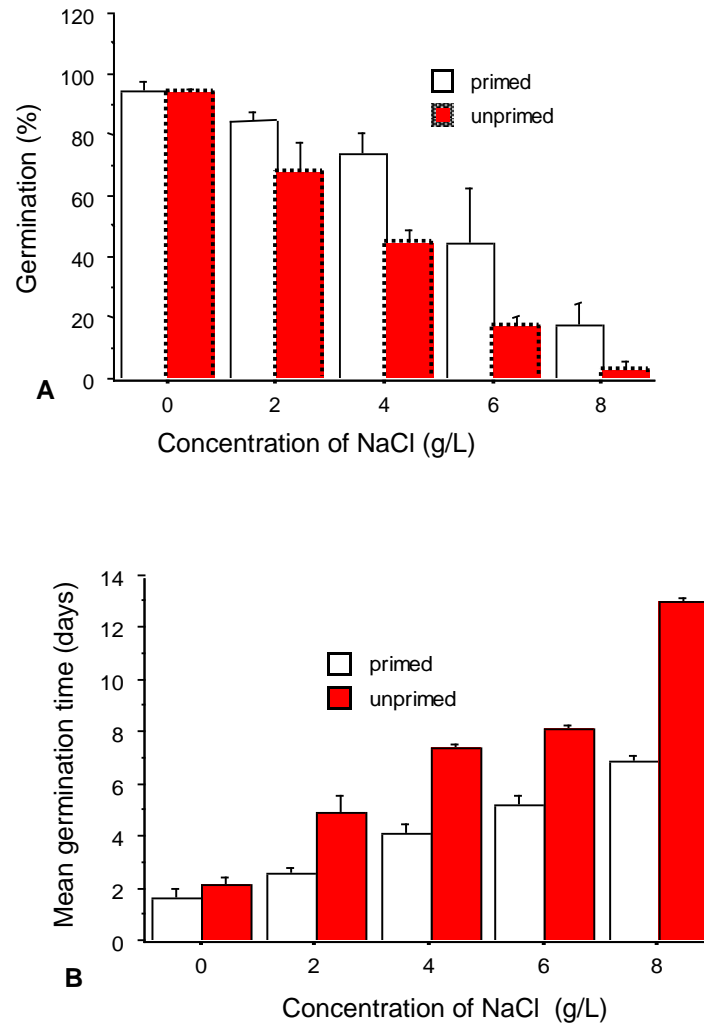 120
100
80
60
40
20
0
Germination (%)
primed
unprimed
A
0 2 4 6 8
Concentration of NaCl (g/L)
14
12
10
8
6
4
2
0
Mean germination time (days)
primed
unprimed
B
0 2 4 6 8
Concentration of NaCl (g/L)